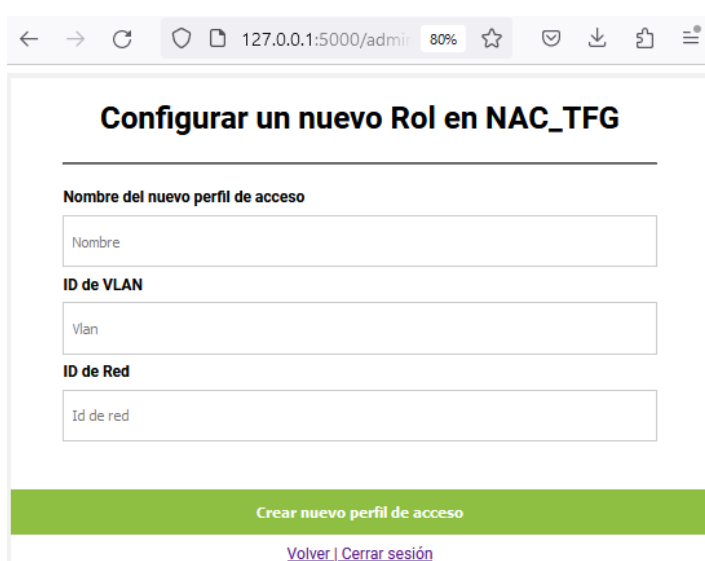 127.0.0.1:5000/admin
80%
Configurar un nuevo Rol en NAC_TFG
Nombre del nuevo perfil de acceso
Nombre
ID de VLAN
Vlan
ID de Red
Id de red
Crear nuevo perfil de acceso
Volver | Cerrar sesión